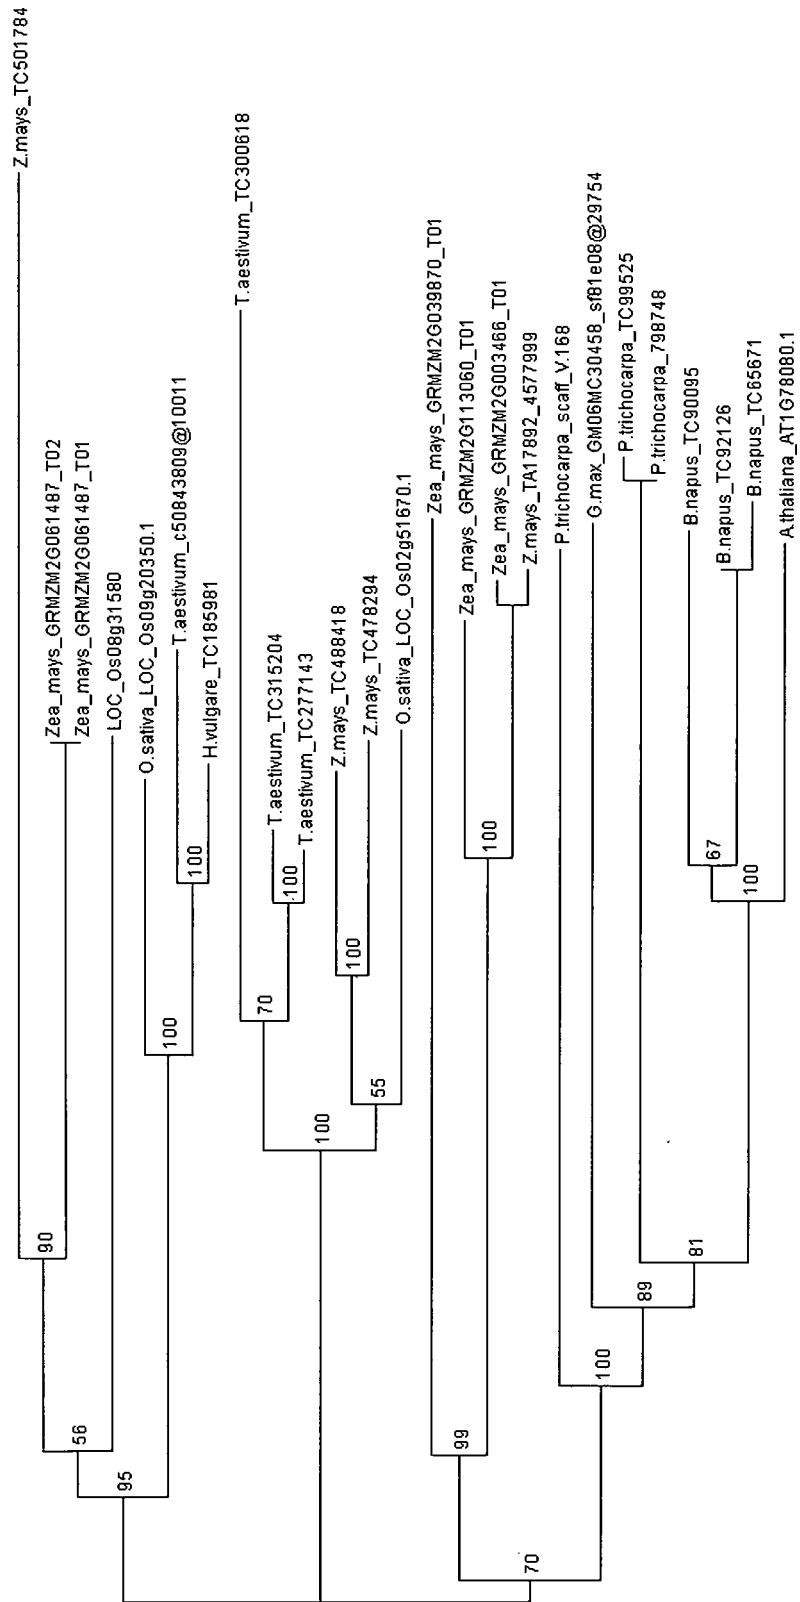 Z.mays_TC501784
Zea_mays_GRMZM2G061487_T02
Zea_mays_GRMZM2G061487_T01
90
LOC_Os08g31580
56
O.sativa_LOC_Os09g20350.1
T.aestivum_c50843809@10011
H.vulgare_TC185981
100
100
95
T.aestivum_TC300618
T.aestivum_TC315204
T.aestivum_TC277143
100
70
Z.mays_TC488418
Z.mays_TC478294
100
O.sativa_LOC_Os02g51670.1
55
100
Zea_mays_GRMZM2G039870_T01
Zea_mays_GRMZM2G113060_T01
Zea_mays_GRMZM2G003466_T01
Z.mays_TA17892_4577999
100
99
P.trichocarpa_scaff_V.168
G.max_GM06MC30458_sf81e08@29754
P.trichocarpa_TC99525
P.trichocarpa_798748
B.napus_TC90095
B.napus_TC92126
B.napus_TC65671
67
A.thaliana_AT1G78080.1
100
81
89
100
70